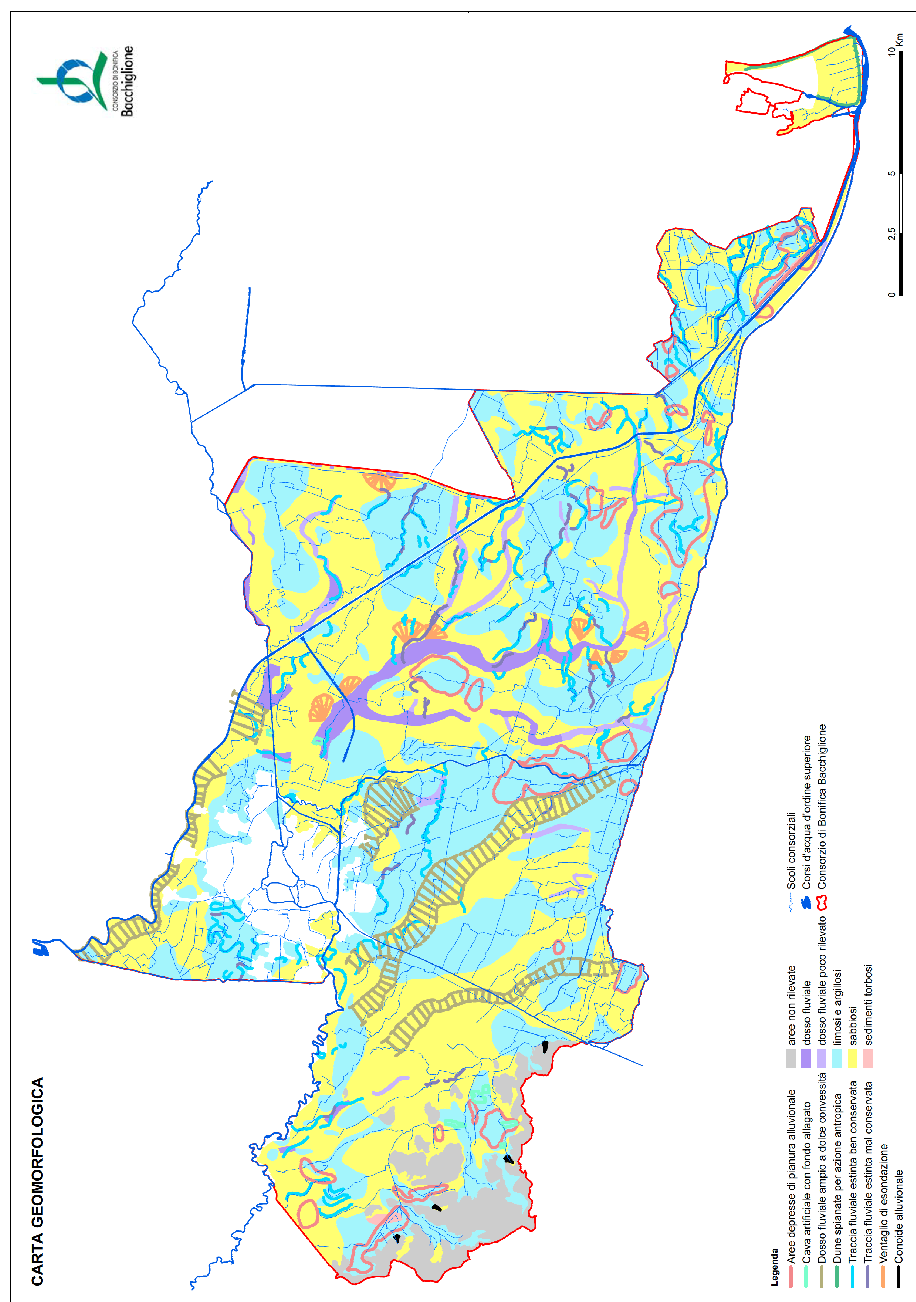 CARTA GEOMORFOLOGICA
CONSORZIO DI BONIFICA
Bacchiglione
Legenda
Aree depresse di pianura alluvionale
Cava artificiale con fondo allagato
Dosso fluviale ampio a dolce convessità
Dune spianate per azione antropica
Traccia fluviale estinta ben conservata
Traccia fluviale estinta mal conservata
Ventaglio di esondazione
Conoide alluvionale
aree non rilevate
dosso fluviale
dosso fluviale poco rilevato
limosi e argillosi
sabbiosi
sedimenti torbosi
Scoli consorziali
Corsi d'acqua d'ordine superiore
Consorzio di Bonifica Bacchiglione
0 2,5 5 10 Km